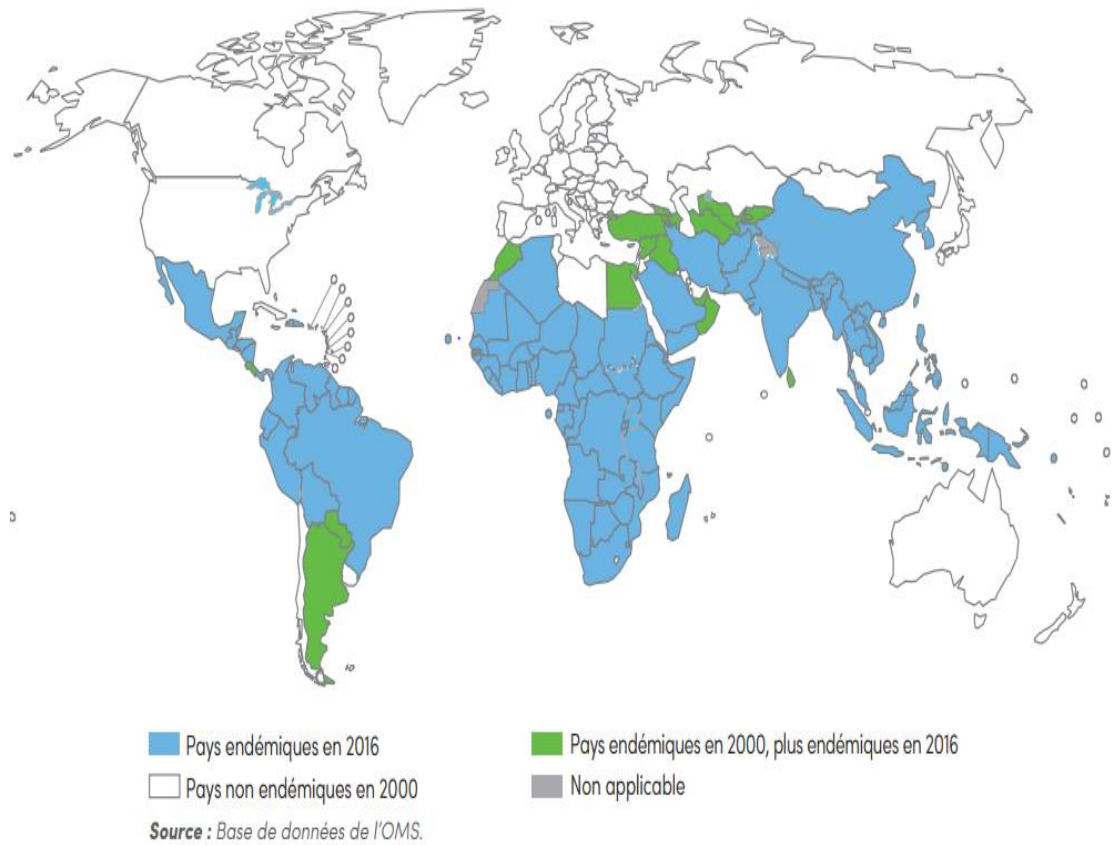 Pays endémiques en 2016
Pays endémiques en 2000, plus endémiques en 2016
Pays non endémiques en 2000
Non applicable
Source : Base de données de l'OMS.